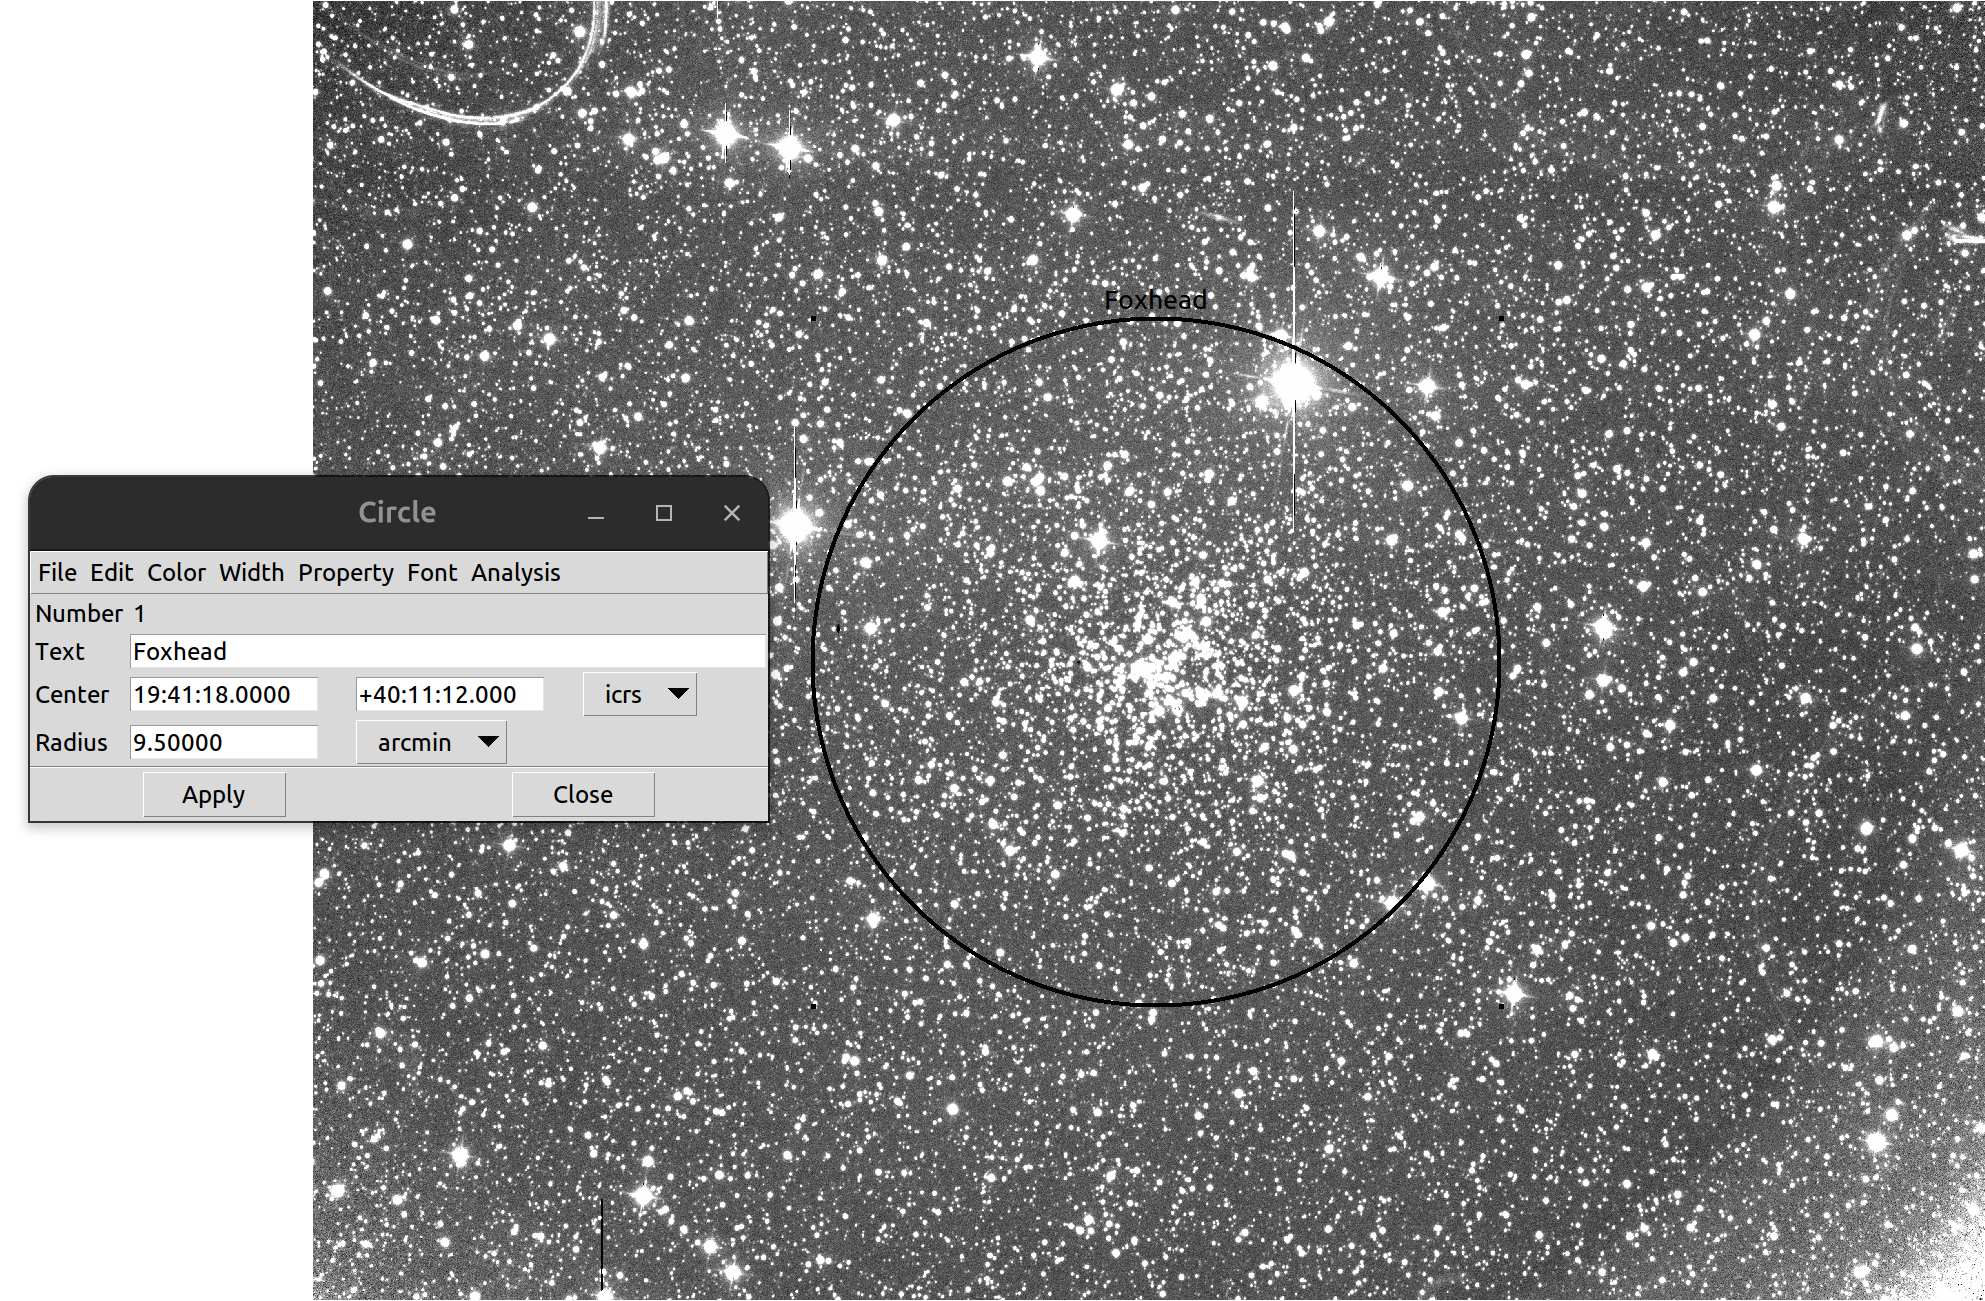 Foxhead
Circle
File Edit Color Width Property Font Analysis
Number 1
Text Foxhead
Center 19:41:18.0000 +40:11:12.000 icrs
Radius 9.50000 arcmin
Apply Close